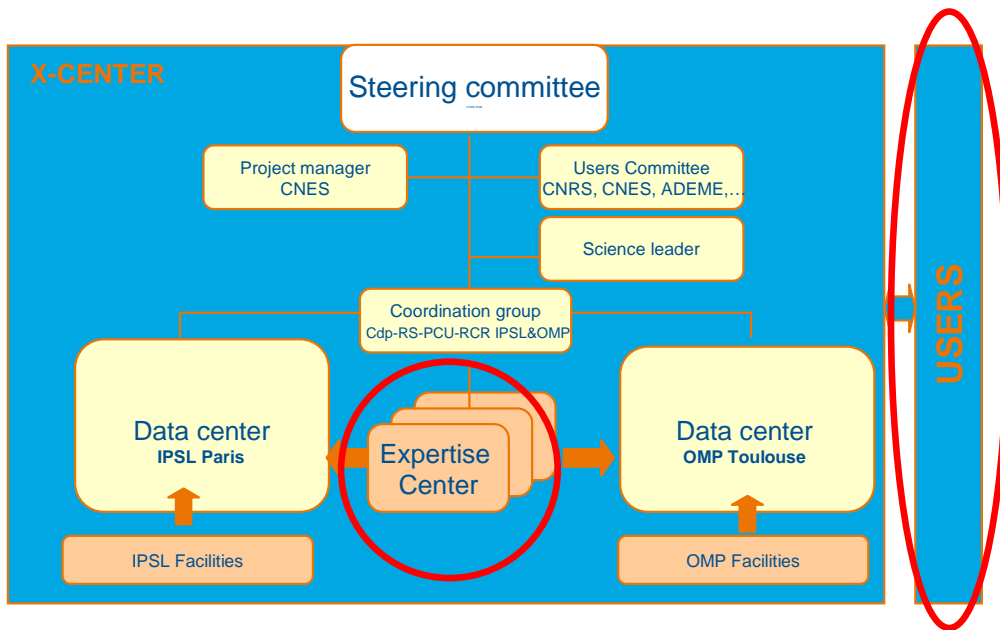 X-CENTER
Steering committee
Project manager
CNES
Users Committee
CNRS, CNES, ADEME,…
Science leader
Coordination group
Cdp-RS-PCU-RCR IPSL&OMP
Data center
IPSL Paris
Expertise
Center
Data center
OMP Toulouse
IPSL Facilities
OMP Facilities
USERS